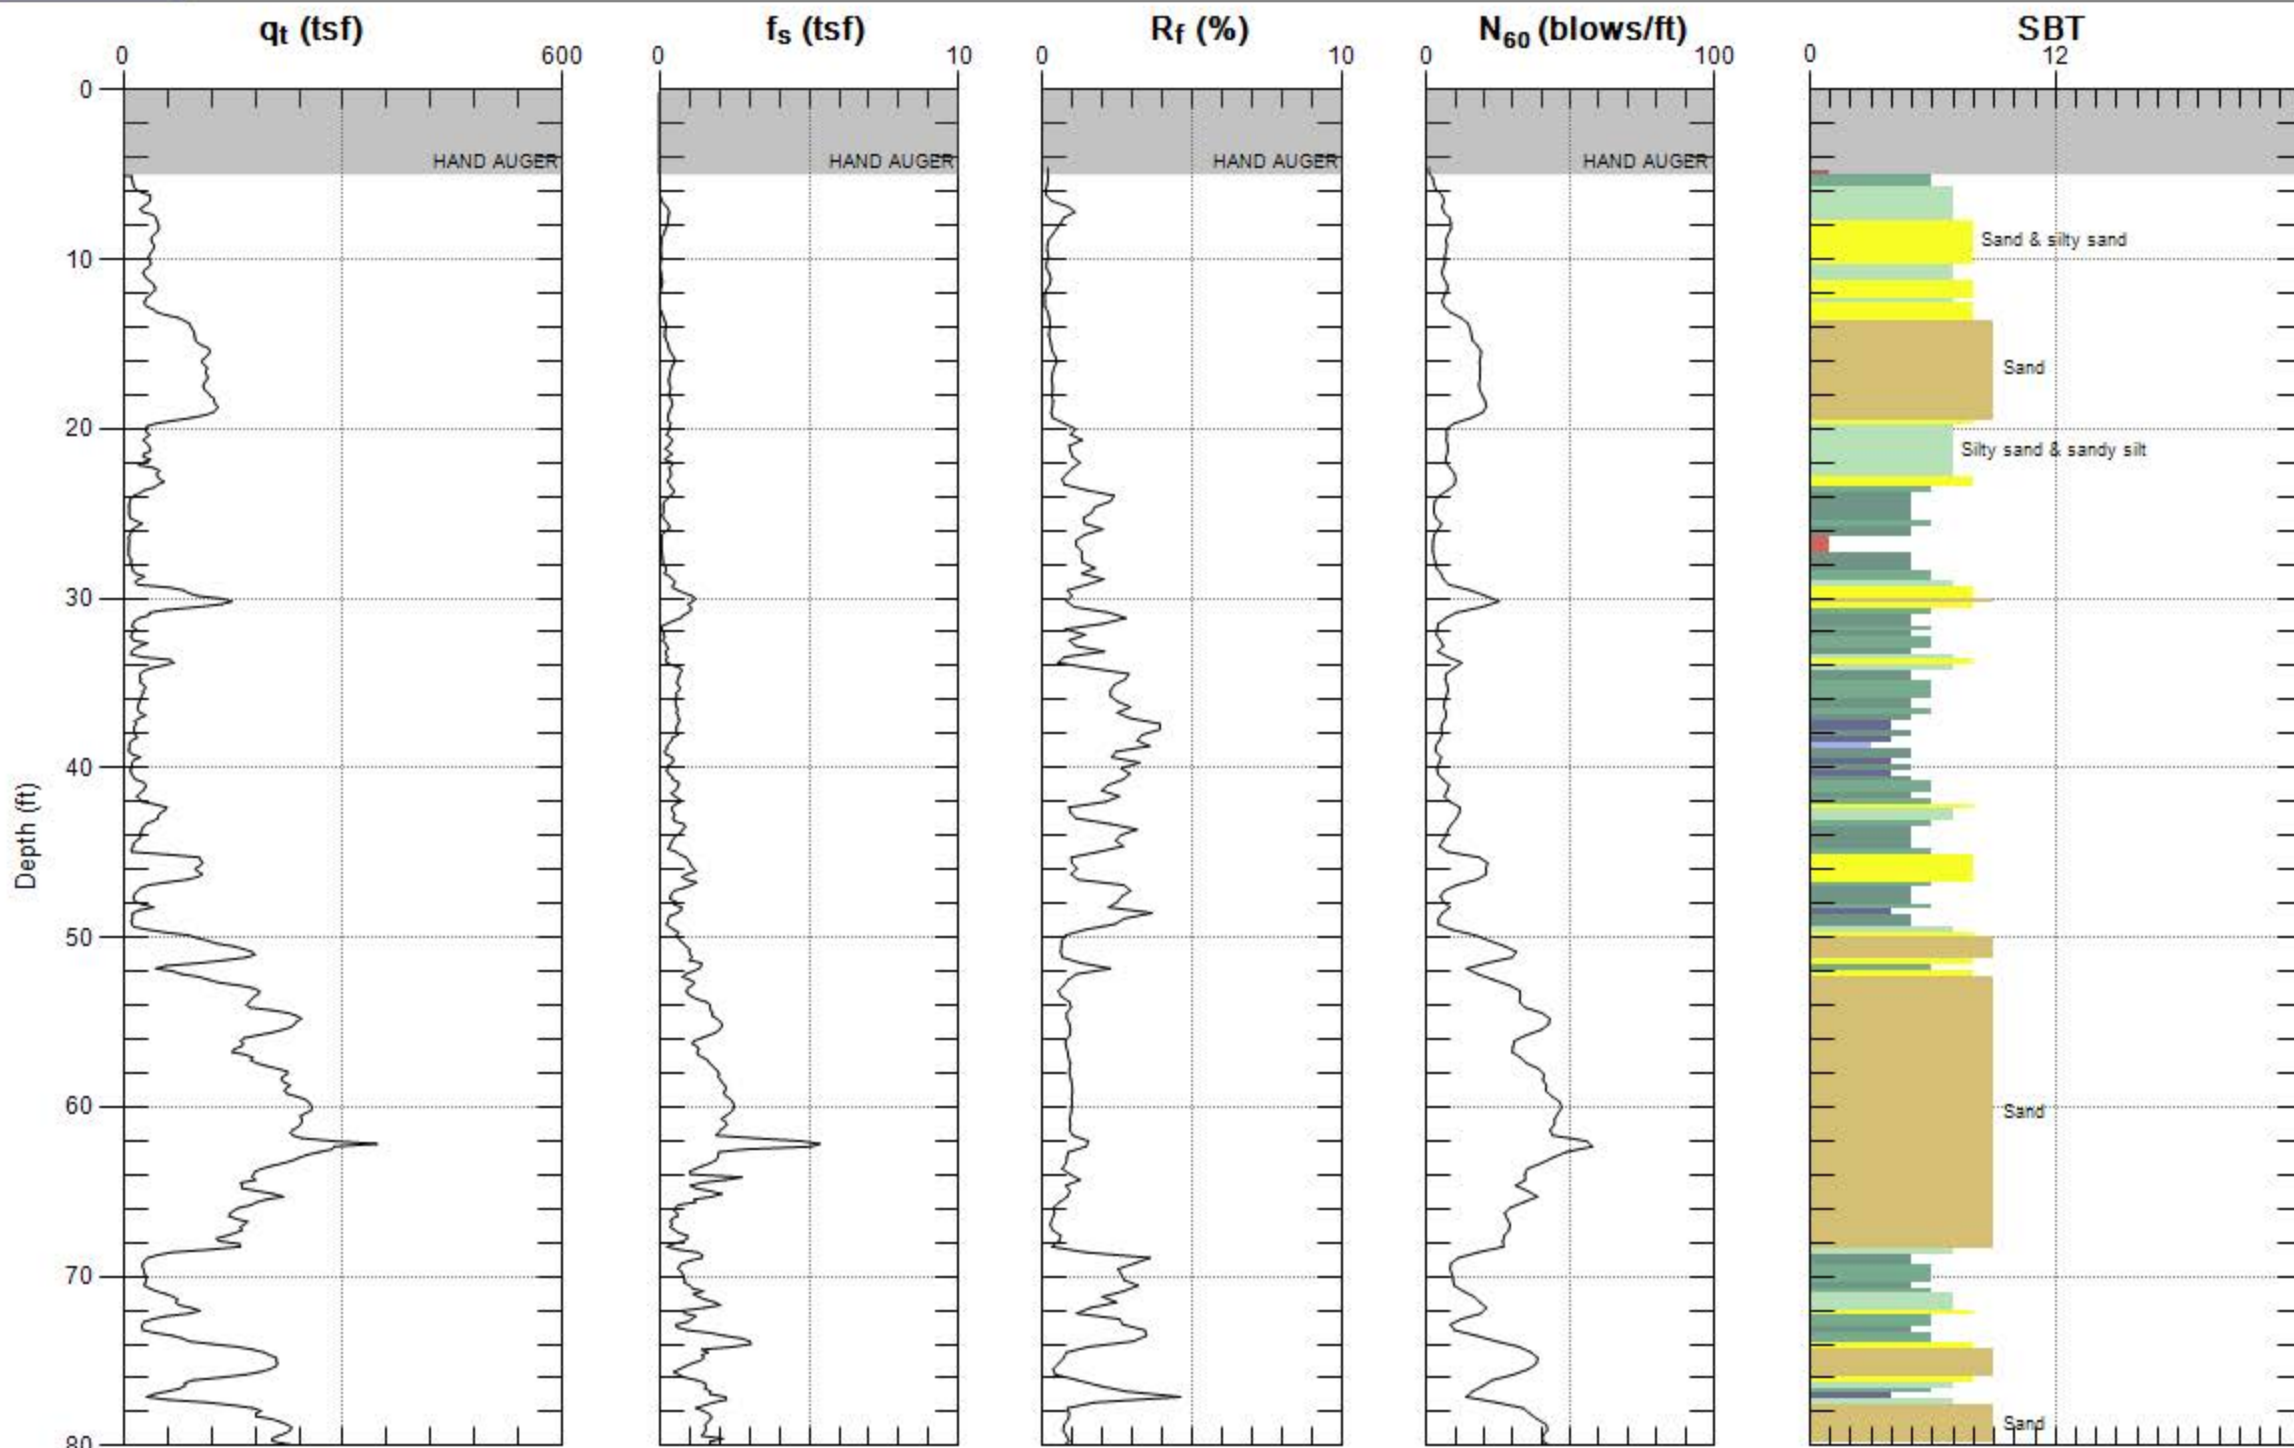 qt (tsf) fs (tsf) Rf (%) N60 (blows/ft) SBT
0 600 0 10 0 10 0 100 0 12
0
HAND AUGER HAND AUGER HAND AUGER HAND AUGER
Sand & silty sand
10
Sand
20
Silty sand & sandy silt
30
40
Depth (ft)
50
60
Sand
70
Sand
80